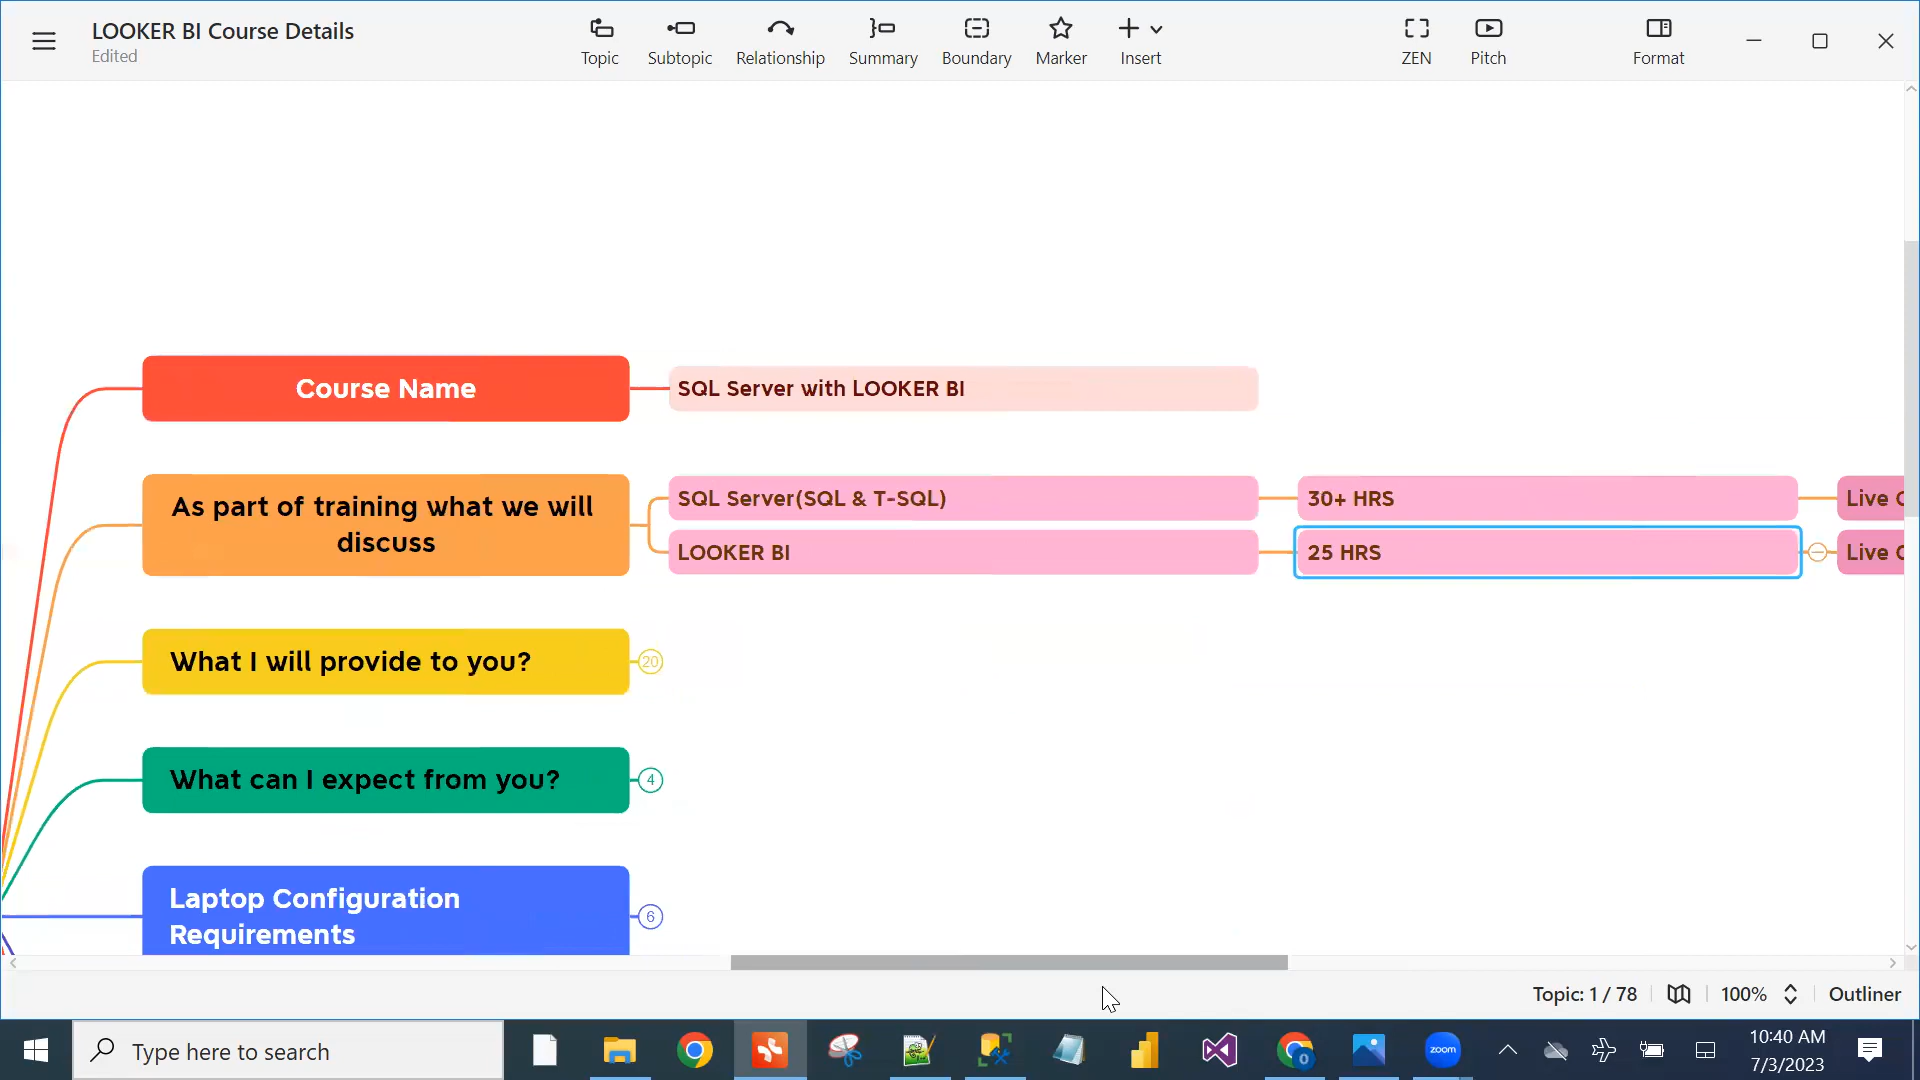 LOOKER BI Course Details
Edited
Topic
Subtopic
Relationship
Summary
Boundary
Marker
Insert
ZEN
Pitch
Format
Course Name
SQL Server with LOOKER BI
As part of training what we will
discuss
SQL Server(SQL & T-SQL)
30+ HRS
Live
LOOKER BI
25 HRS
Live
What I will provide to you?
20
What can I expect from you?
4
Laptop Configuration
Requirements
6
Topic: 1 / 78
100%
Outliner
Type here to search
zoom
10:40 AM
7/3/2023